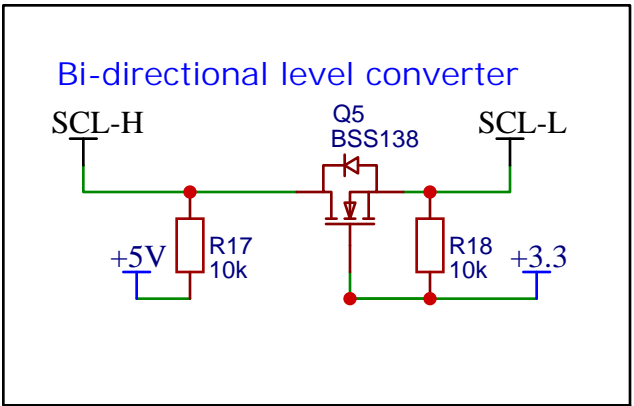 Bi-directional level converter
SCL-H
Q5
BSS138
SCL-L
+5V
R17
10k
R18
10k
+3.3